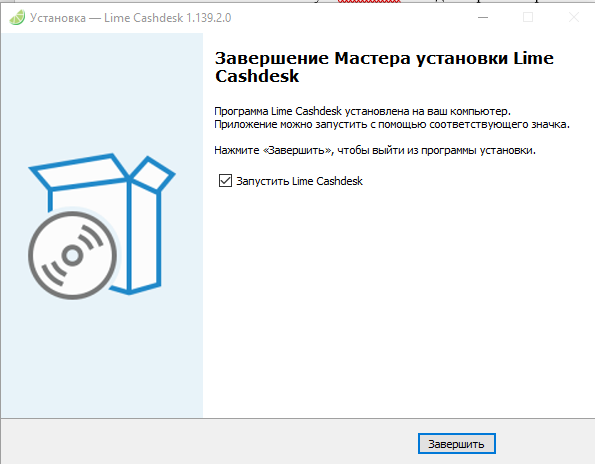 Установка — Lime Cashdesk 1.139.2.0
Завершение Мастера установки Lime
Cashdesk
Программа Lime Cashdesk установлена на ваш компьютер.
Приложение можно запустить с помощью соответствующего значка.
Нажмите «Завершить», чтобы выйти из программы установки.
Запустить Lime Cashdesk
Завершить